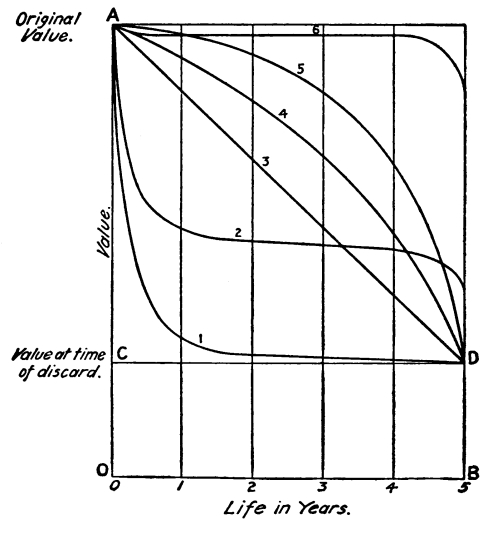 A
Original
Value.
6
5
4
3
Value.
2
1
Value at time
of discard.
C
D
O
B
0 1 2 3 4 5
Life in Years.